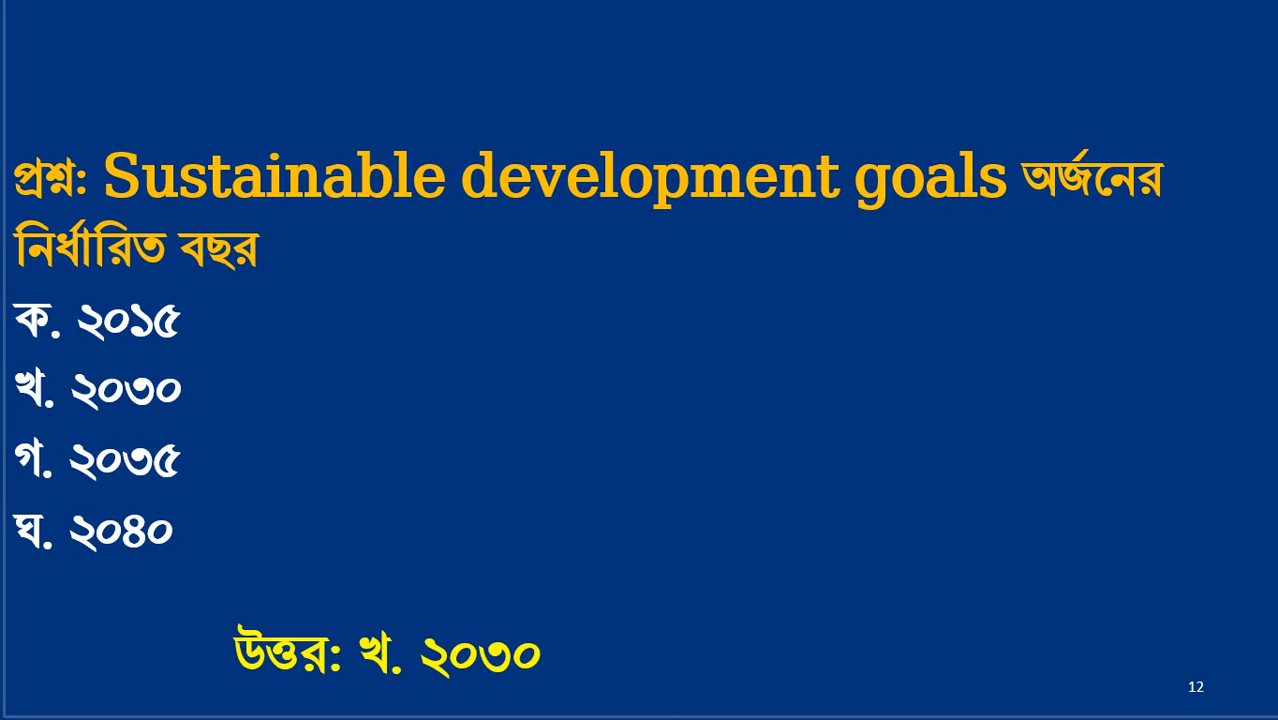 প্রশ্ন: Sustainable development goals অর্জনের
নির্ধারিত বছর
ক. ২০১৫
খ. ২০৩০
গ. ২০৩৫
ঘ. ২০৪০
উত্তর: খ. ২০৩০
12